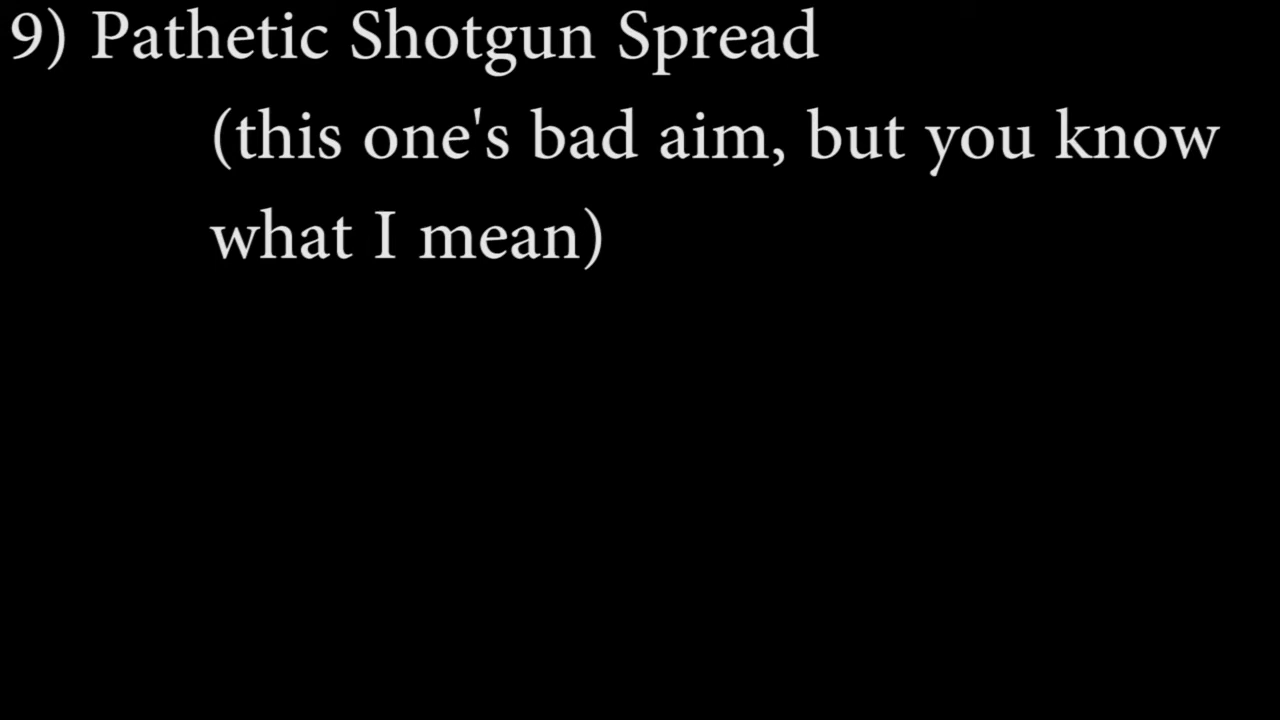 9) Pathetic Shotgun Spread
(this one's bad aim, but you know
what I mean)